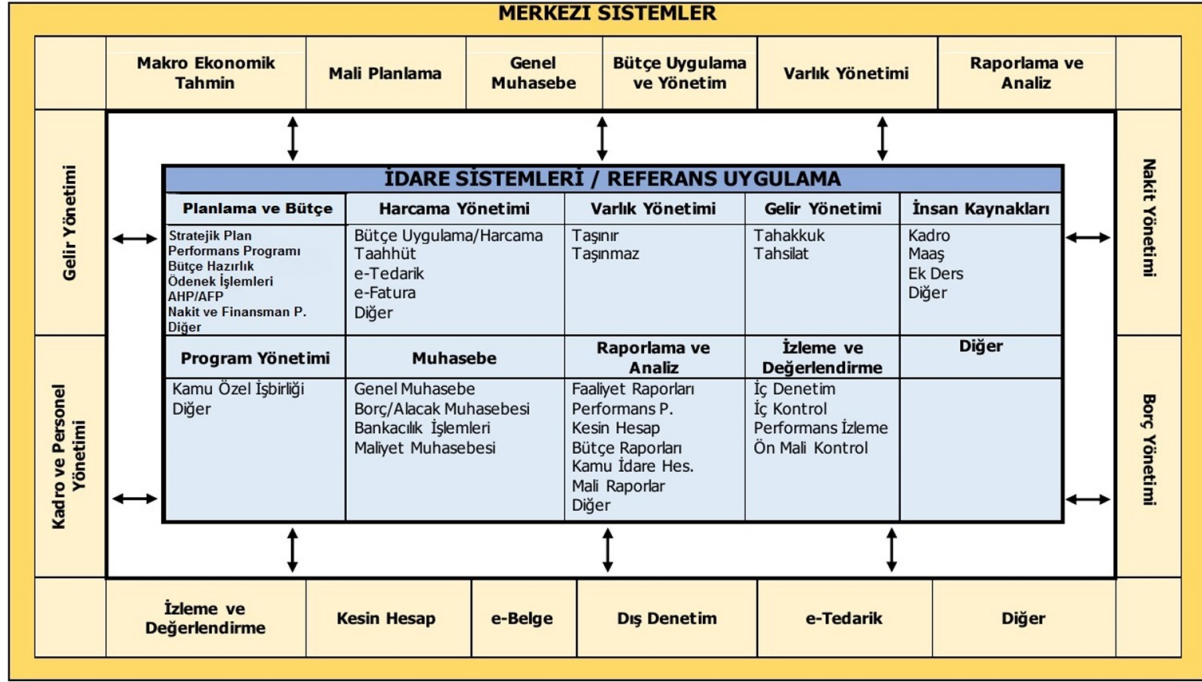 MERKEZİ SİSTEMLER
Makro Ekonomik
Tahmin
Mali Planlama
Genel
Muhasebe
Bütçe Uygulama
ve Yönetim
Varlık Yönetimi
Raporlama ve
Analiz
Gelir Yönetimi
Kadro ve Personel
Yönetimi
Nakit Yönetimi
Borç Yönetimi
İDARE SİSTEMLERİ / REFERANS UYGULAMA
Planlama ve Bütçe
Stratejik Plan
Performans Programı
Bütçe Hazırlık
Ödenek İşlemleri
AHP/AFP
Nakit ve Finansman P.
Diğer
Harcama Yönetimi
Bütçe Uygulama/Harcama
Taahhüt
e-Tedarik
e-Fatura
Diğer
Varlık Yönetimi
Taşınır
Taşınmaz
Gelir Yönetimi
Tahakkuk
Tahsilat
İnsan Kaynakları
Kadro
Maaş
Ek Ders
Diğer
Program Yönetimi
Kamu Özel İşbirliği
Diğer
Muhasebe
Genel Muhasebe
Borç/Alacak Muhasebesi
Bankacılık İşlemleri
Maliyet Muhasebesi
Raporlama ve
Analiz
Faaliyet Raporları
Performans P.
Kesin Hesap
Bütçe Raporları
Kamu İdare Hes.
Mali Raporlar
Diğer
İzleme ve
Değerlendirme
İç Denetim
İç Kontrol
Performans İzleme
Ön Mali Kontrol
Diğer
İzleme ve
Değerlendirme
Kesin Hesap
e-Belge
Dış Denetim
e-Tedarik
Diğer